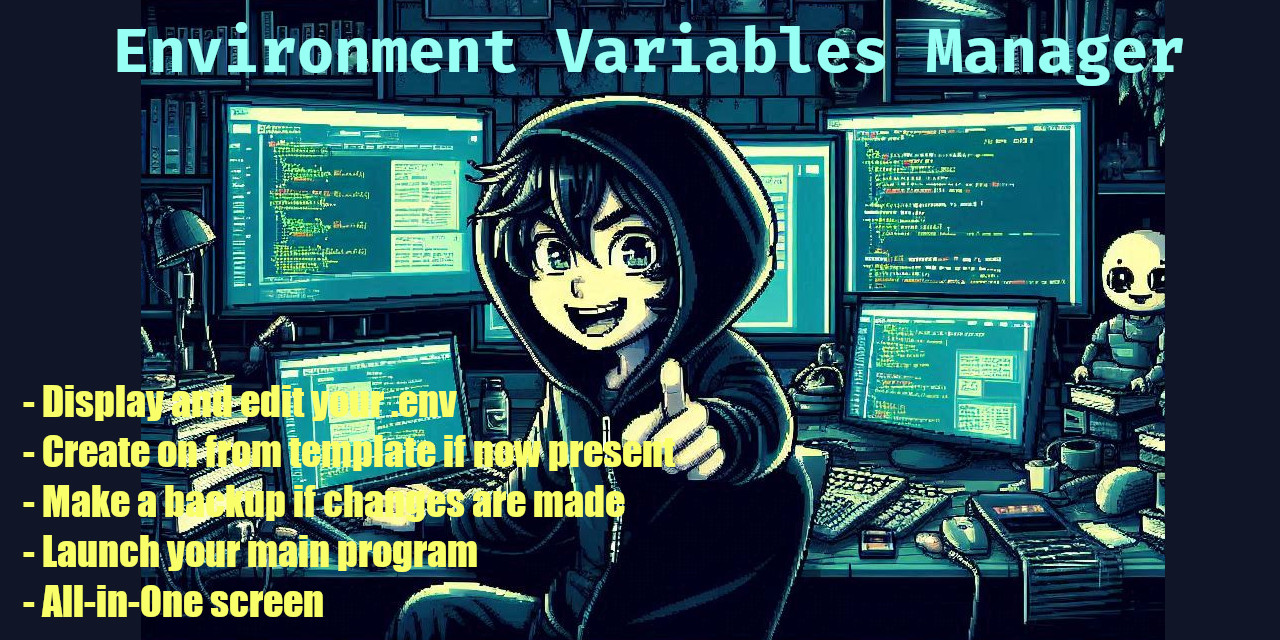 Environment Variables Manager
- Display and edit your .env
- Create on from template if now present
- Make a backup if changes are made
- Launch your main program
- All-in-One screen